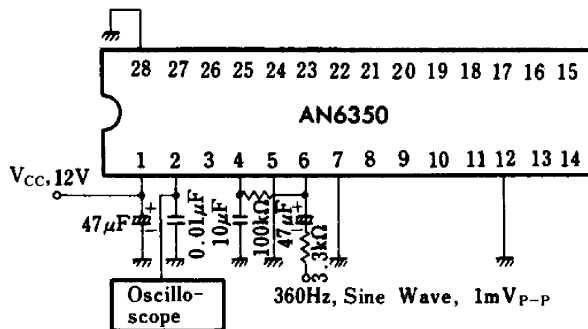 28 27 26 25 24 23 22 21 20 19 18 17 16 15
AN6350
1 2 3 4 5 6 7 8 9 10 11 12 13 14
VCC, 12V
+
−
47μF
0.01μF
10μF
100kΩ
+
−
47μF
3.3kΩ
Oscillo-
scope
360Hz, Sine Wave, 1mVP-P